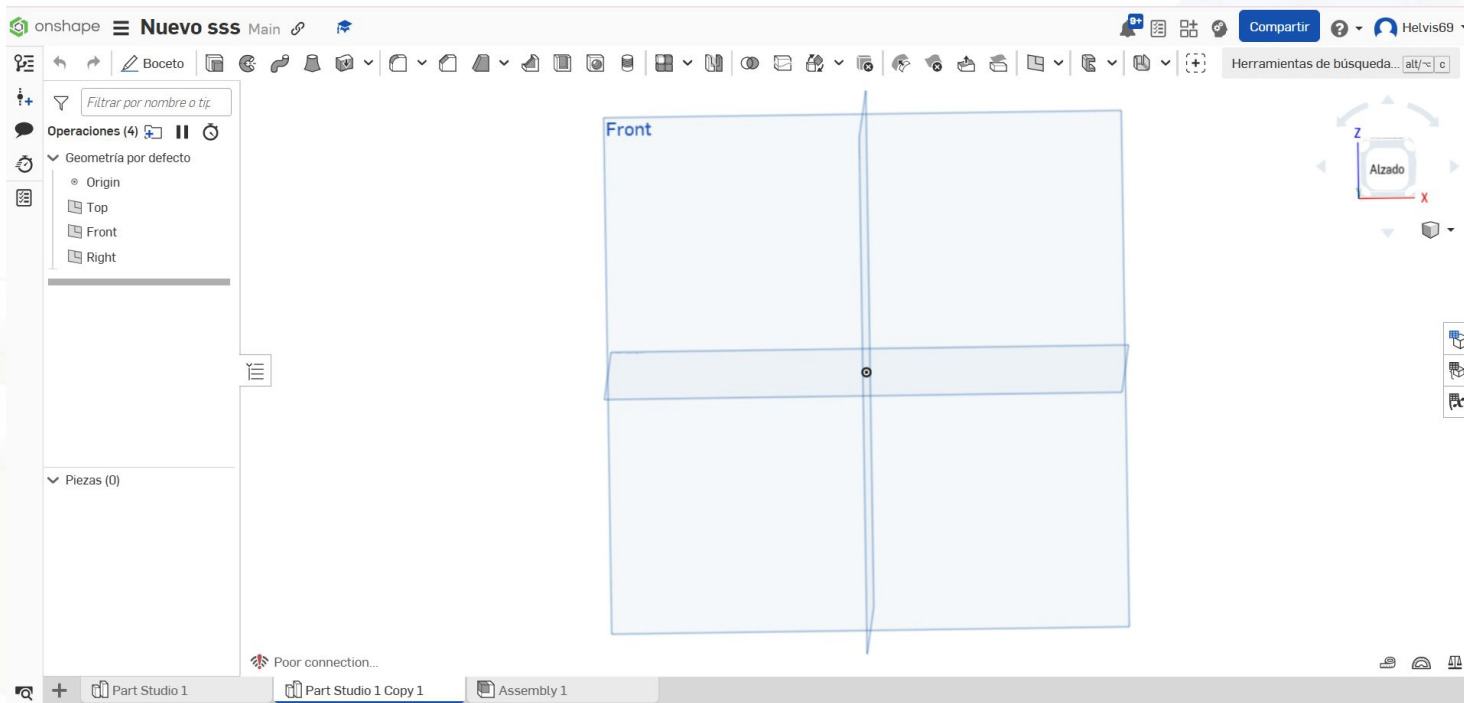 onshape Nuevo sss Main 9+ Compartir Helvis69
Boceto Herramientas de búsqueda... alt/⌥ c
Filtrar por nombre o tip
Operaciones (4)
Geometría por defecto
Origin
Top
Front
Right
Piezas (0)
Front
Z
Alzado
X
Poor connection...
Part Studio 1 Part Studio 1 Copy 1 Assembly 1